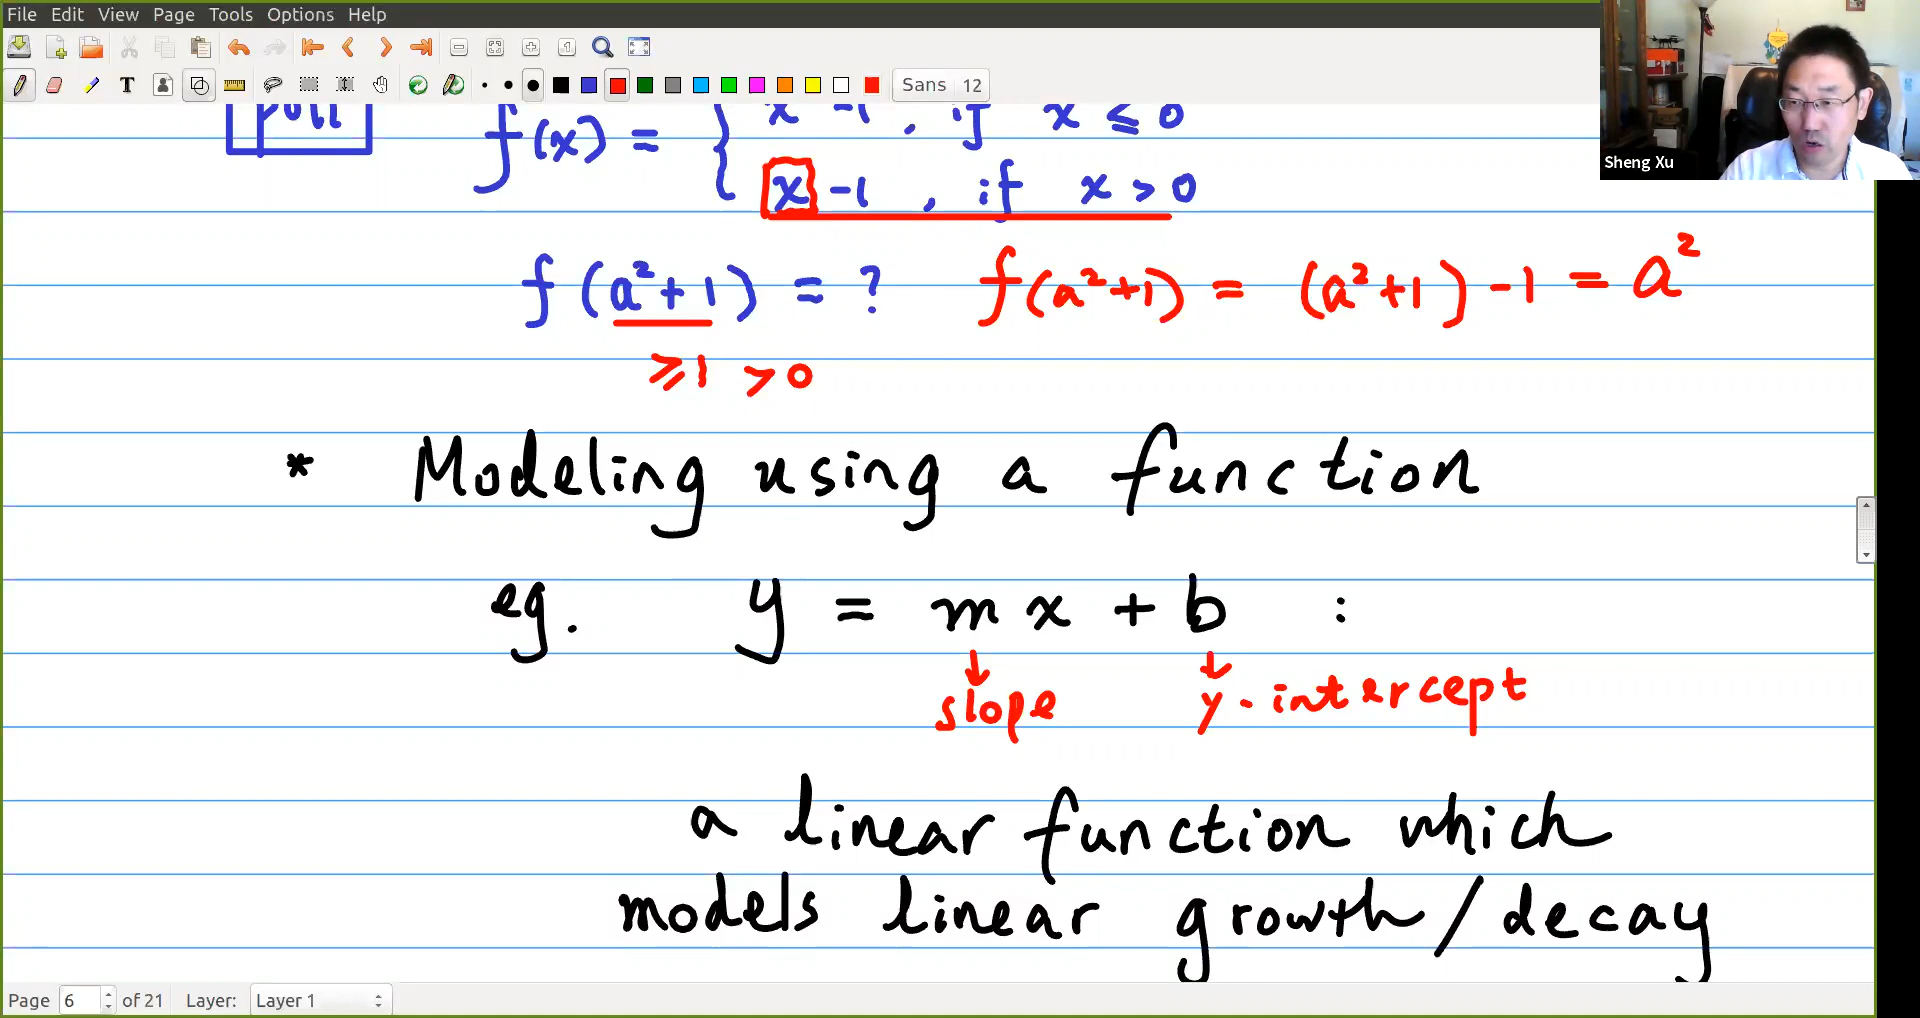 File Edit View Page Tools Options Help
Sans 12
Sheng Xu
poll
f(x) = { x -1 , if x ≤ 0
x -1 , if x > 0
f(a²+1) = ? f(a²+1) = (a²+1) -1 = a²
≥1 >0
* Modeling using a function
eg. y = mx + b :
slope y-intercept
a linear function which
models linear growth/decay
Page 6 of 21 Layer: Layer 1